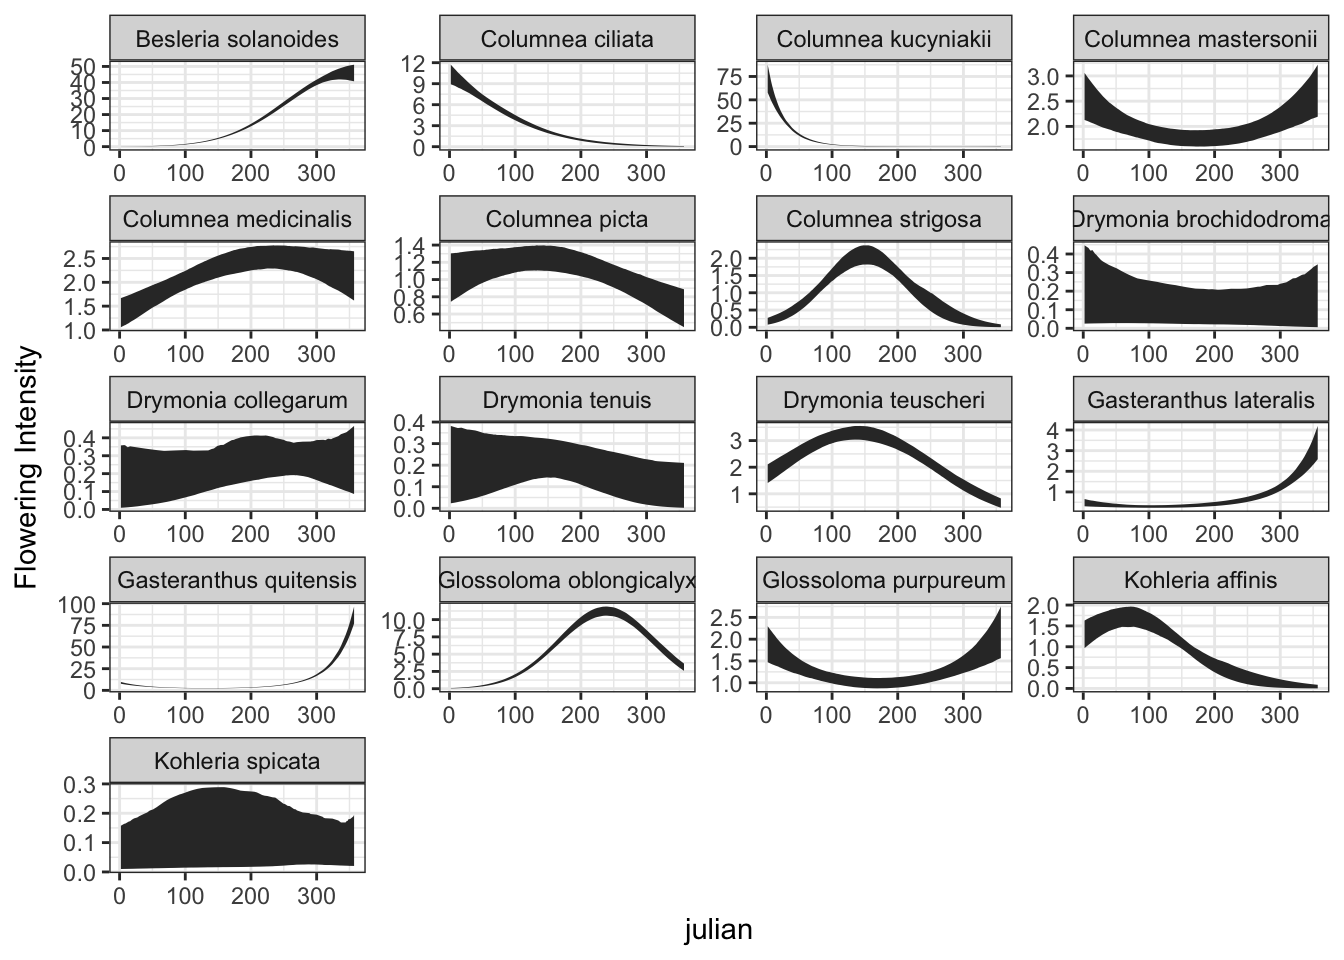 Besleria solanoides
Columnea ciliata
Columnea kucyniakii
Columnea mastersonii
50
40
30
20
10
0
12
9
6
3
0
75
50
25
0
3.0
2.5
2.0
0 100 200 300
0 100 200 300
0 100 200 300
0 100 200 300
Columnea medicinalis
Columnea picta
Columnea strigosa
Drymonia brochidodroma
2.5
2.0
1.5
1.0
1.4
1.2
1.0
0.8
0.6
2.0
1.5
1.0
0.5
0.0
0.4
0.3
0.2
0.1
0.0
0 100 200 300
0 100 200 300
0 100 200 300
0 100 200 300
Drymonia collegarum
Drymonia tenuis
Drymonia teuscheri
Gasteranthus lateralis
0.4
0.3
0.2
0.1
0.0
0.4
0.3
0.2
0.1
0.0
3
2
1
4
3
2
1
0 100 200 300
0 100 200 300
0 100 200 300
0 100 200 300
Gasteranthus quitensis
Glossoloma oblongicalyx
Glossoloma purpureum
Kohleria affinis
100
75
50
25
0
10.0
7.5
5.0
2.5
0.0
2.5
2.0
1.5
1.0
2.0
1.5
1.0
0.5
0.0
0 100 200 300
0 100 200 300
0 100 200 300
0 100 200 300
Kohleria spicata
0.3
0.2
0.1
0.0
0 100 200 300
Flowering Intensity
julian